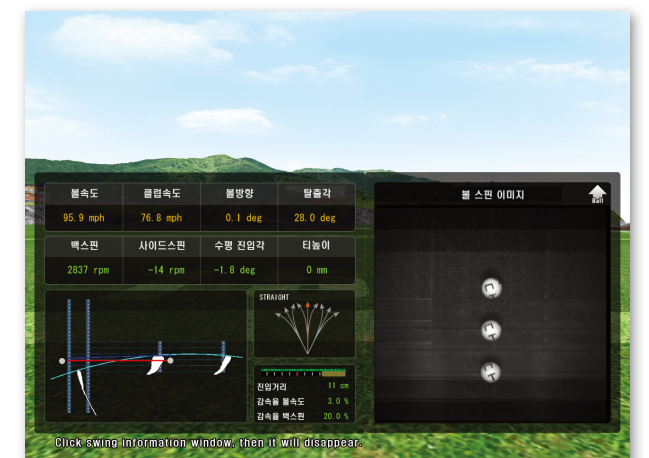 볼속도 클럽속도 볼방향 탈출각
95.9 mph 76.8 mph 0.1 deg 28.0 deg
백스핀 사이드스핀 수평 진입각 티높이
2837 rpm -14 rpm -1.8 deg 0 mm
볼 스핀 이미지
Ball
STRAIGHT
진입거리 11 cm
감속율 볼속도 3.0 %
감속율 백스핀 20.0 %
Click swing information window, then it will disappear.